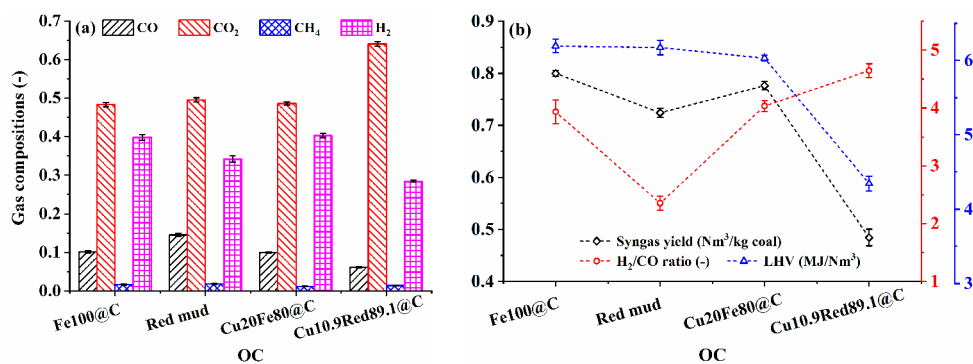 (a) CO CO₂ CH₄ H₂
Gas compositions (-)
0.7
0.6
0.5
0.4
0.3
0.2
0.1
0.0
Fe100@C Red mud Cu20Fe80@C Cu10.9Red89.1@C
OC
(b)
0.9
0.8
0.7
0.6
0.5
0.4
5
4
3
2
1
6
5
4
3
Syngas yield (Nm³/kg coal)
H₂/CO ratio (-) LHV (MJ/Nm³)
Fe100@C Red mud Cu20Fe80@C Cu10.9Red89.1@C
OC